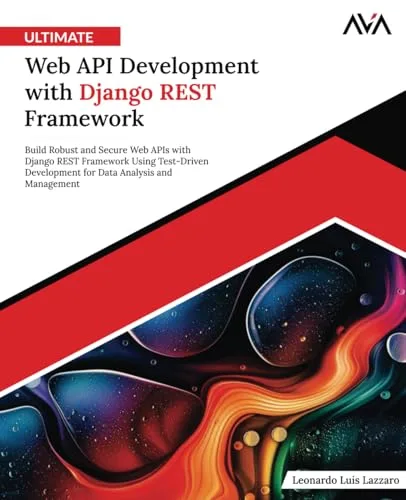 AVA
ULTIMATE
Web API Development
with Django REST
Framework
Build Robust and Secure Web APIs with
Django REST Framework Using Test-Driven
Development for Data Analysis and
Management
Leonardo Luis Lazzaro